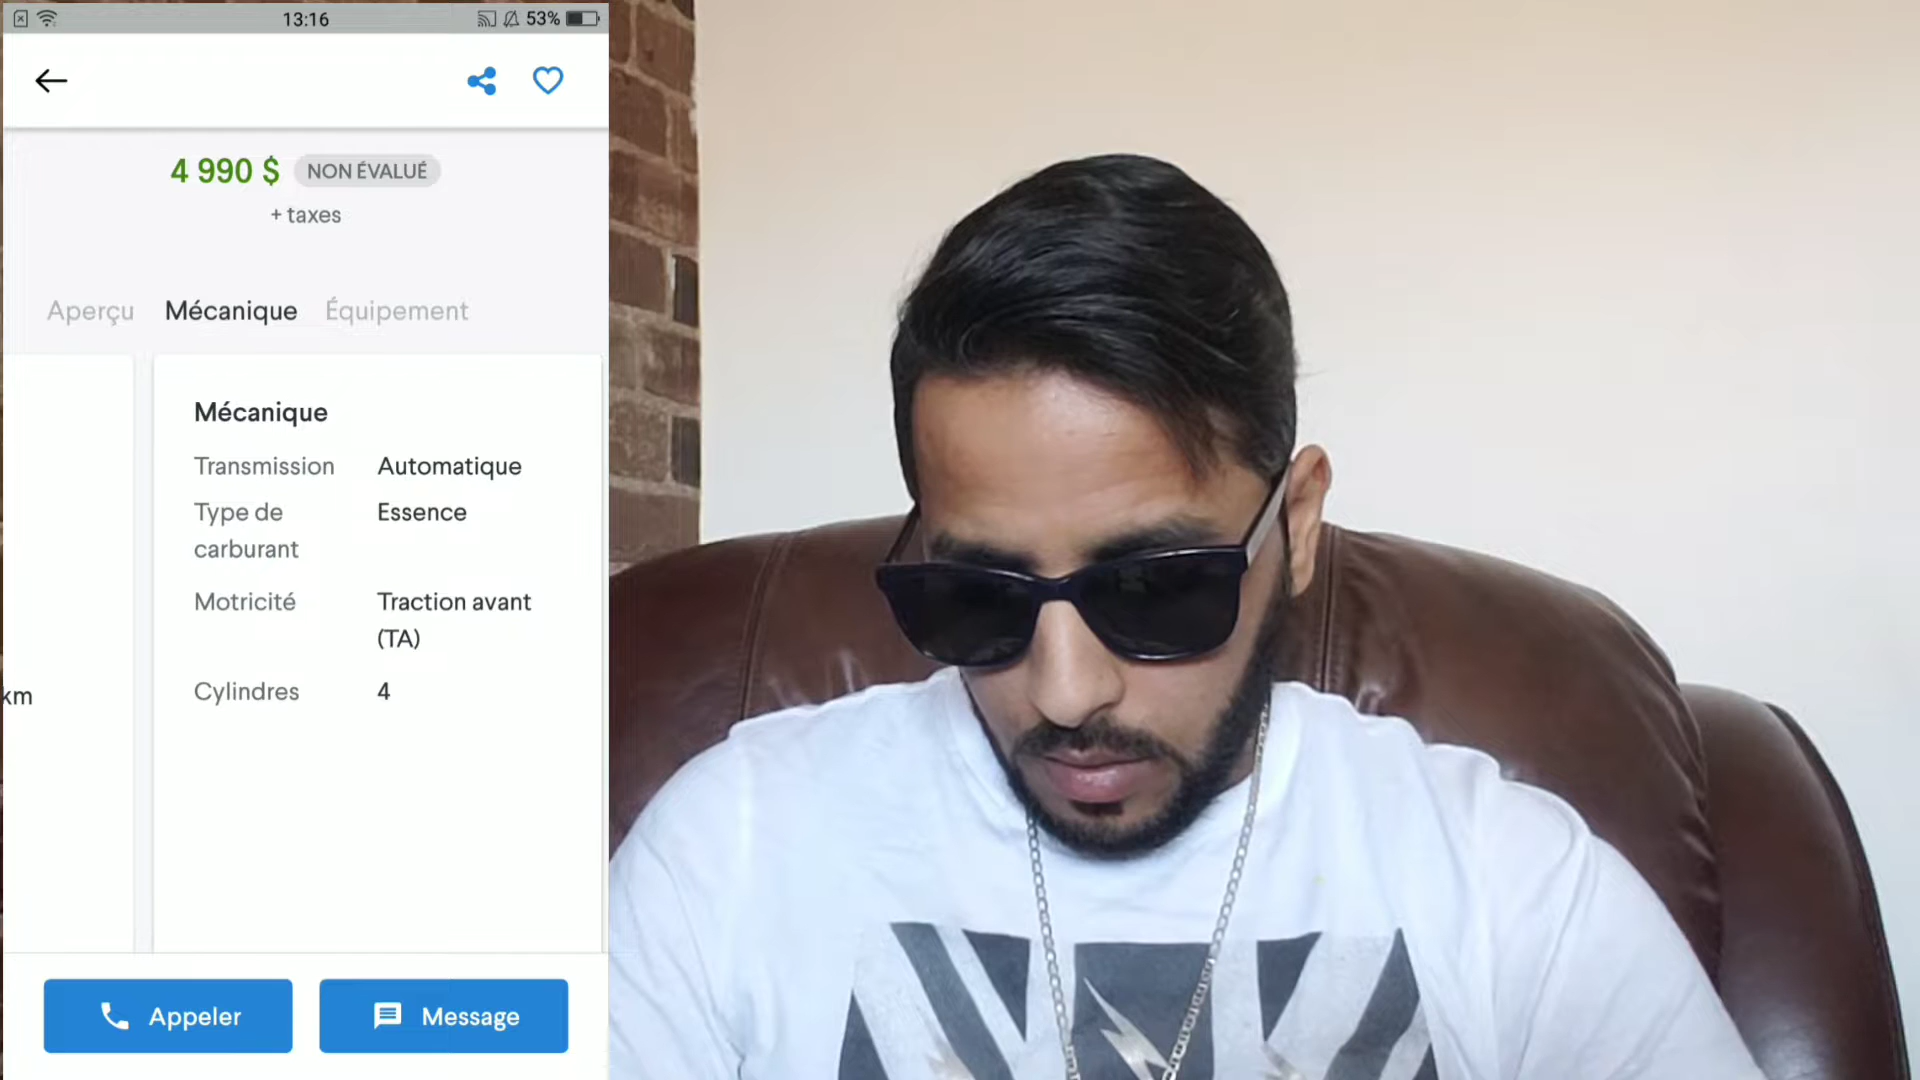 13:16
53%
4 990 $ NON ÉVALUÉ
+ taxes
Aperçu Mécanique Équipement
Mécanique
Transmission Automatique
Type de carburant Essence
Motricité Traction avant (TA)
km
Cylindres 4
Appeler Message